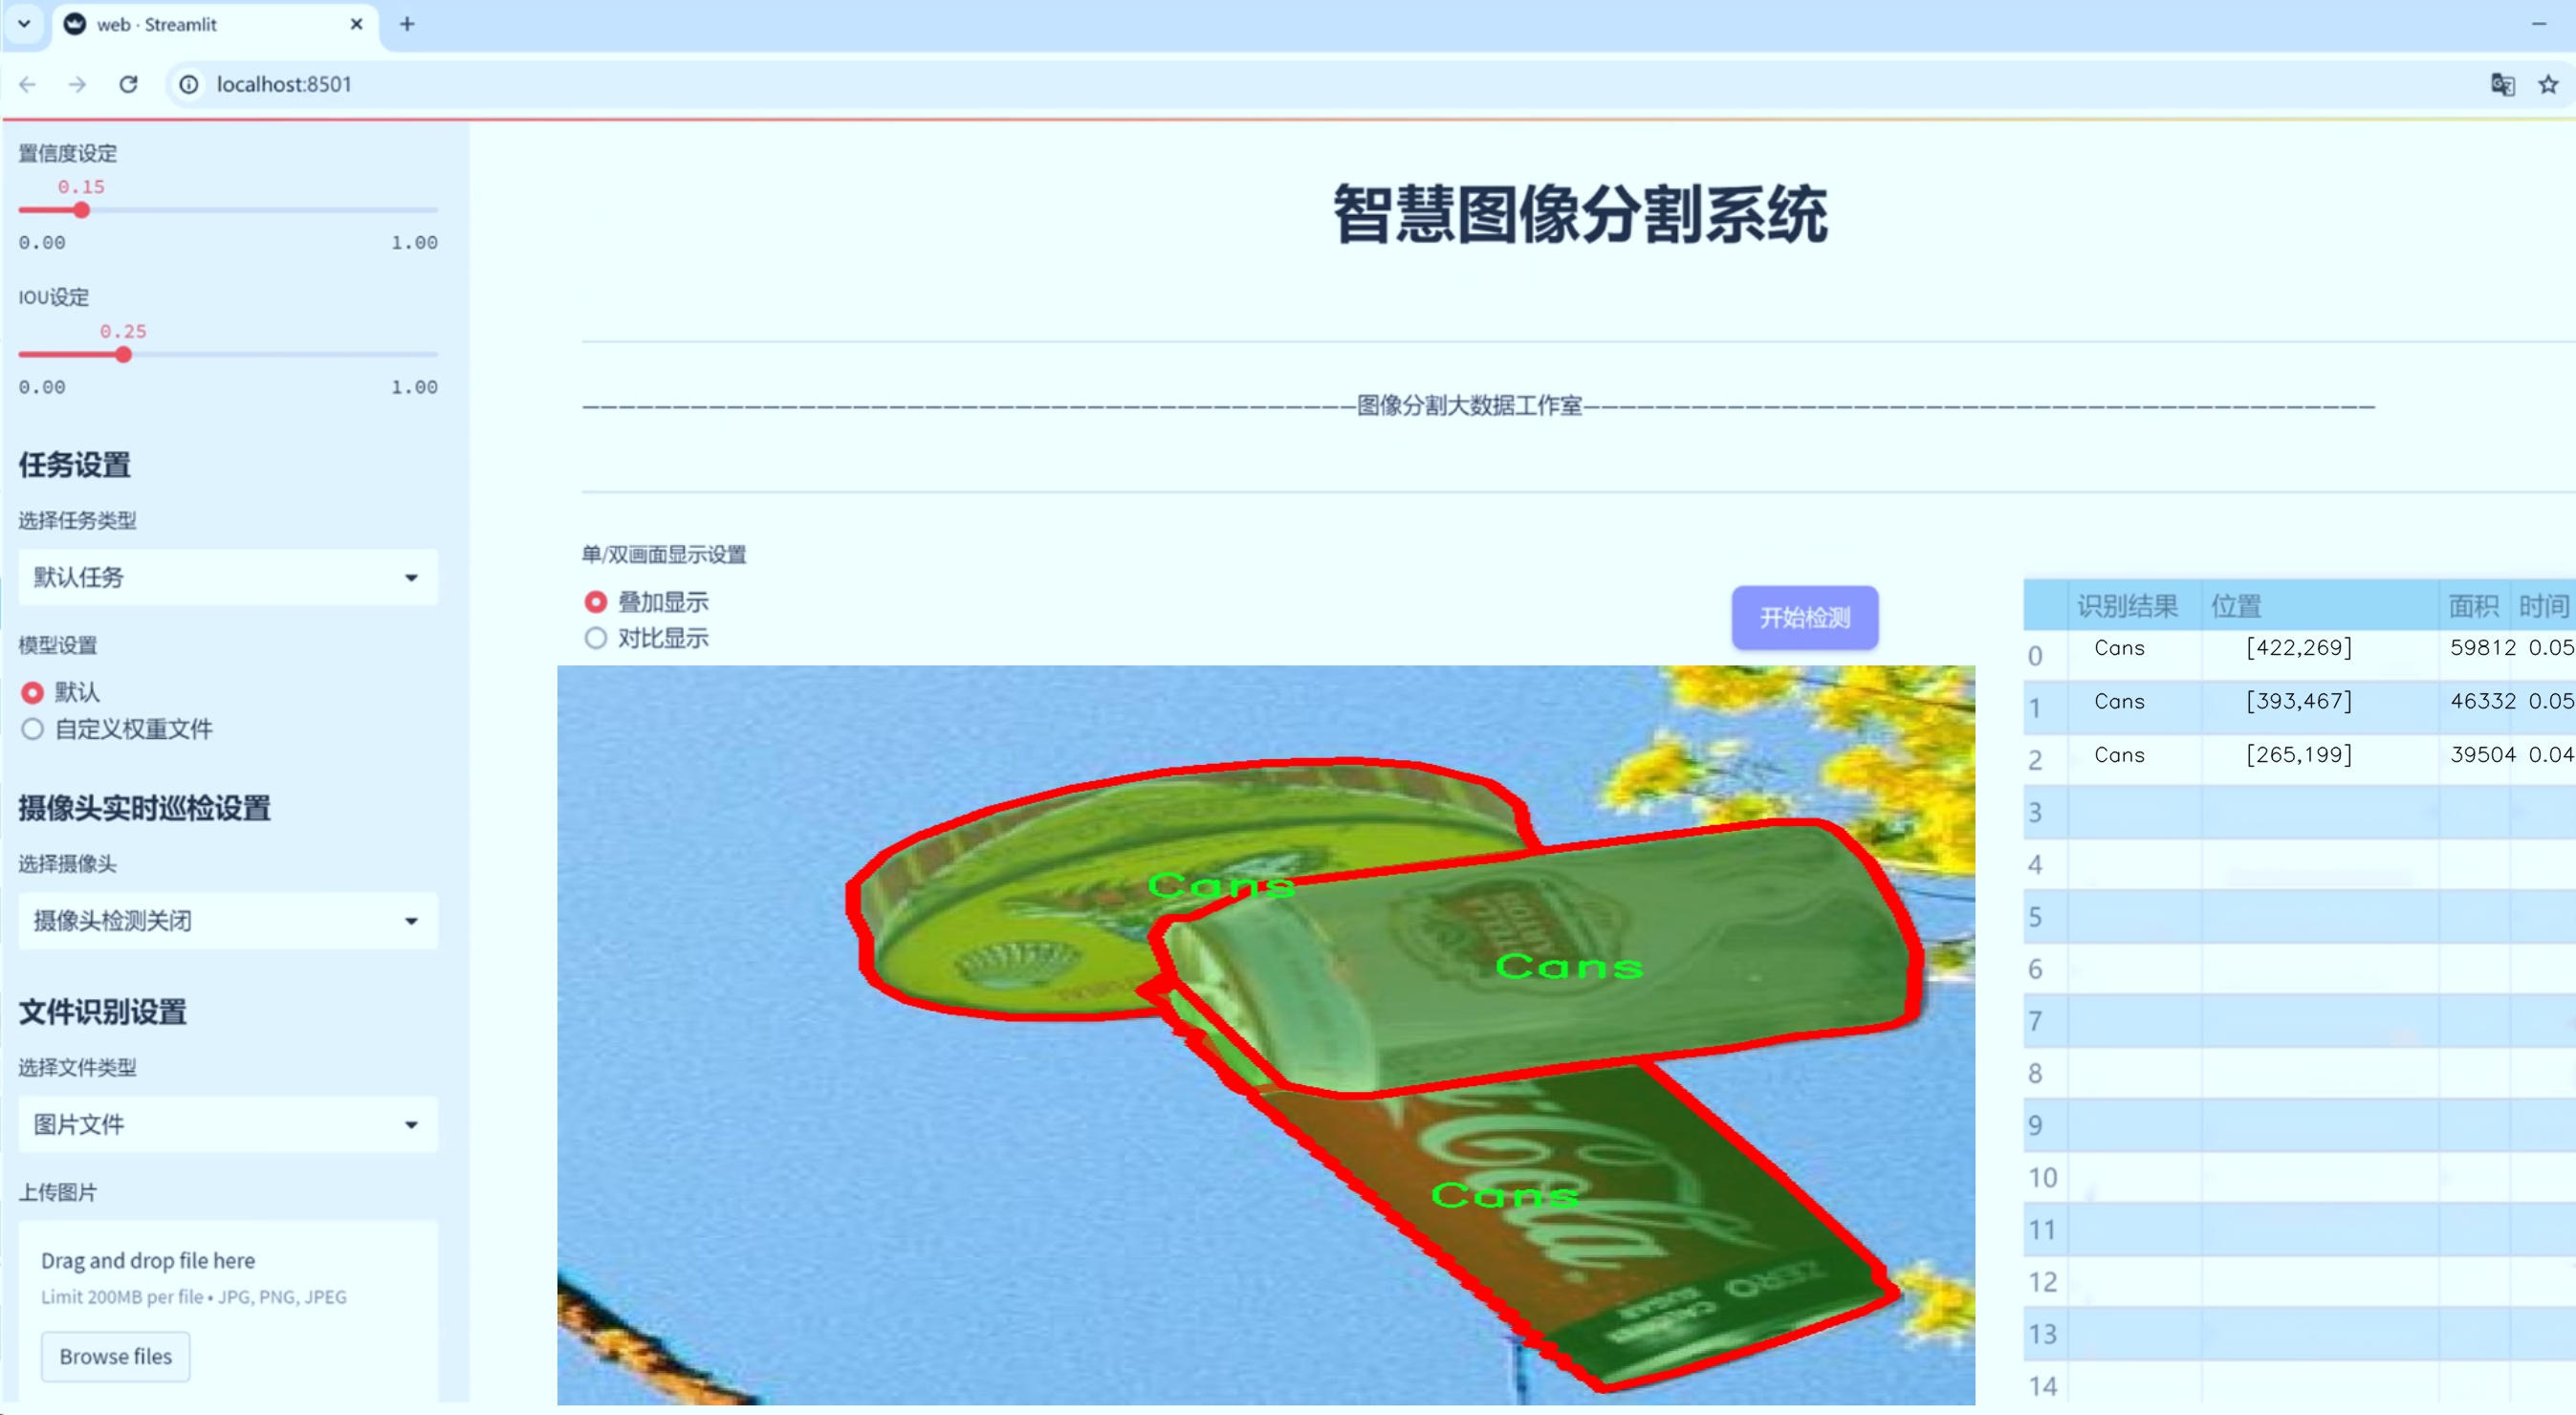 web · Streamlit
localhost:8501
置信度设定
0.15
0.00 1.00
IOU设定
0.25
0.00 1.00
任务设置
选择任务类型
默认任务
模型设置
默认
自定义权重文件
摄像头实时巡检设置
选择摄像头
摄像头检测关闭
文件识别设置
选择文件类型
图片文件
上传图片
Drag and drop file here
Limit 200MB per file • JPG, PNG, JPEG
Browse files
智慧图像分割系统
图像分割大数据工作室
单/双画面显示设置
叠加显示
对比显示
开始检测
Cans
Cans
Cans
ARTOIS
Cola
ZERO
SUGAR
识别结果 位置 面积 时间
0 Cans [422,269] 59812 0.05
1 Cans [393,467] 46332 0.05
2 Cans [265,199] 39504 0.04
3
4
5
6
7
8
9
10
11
12
13
14